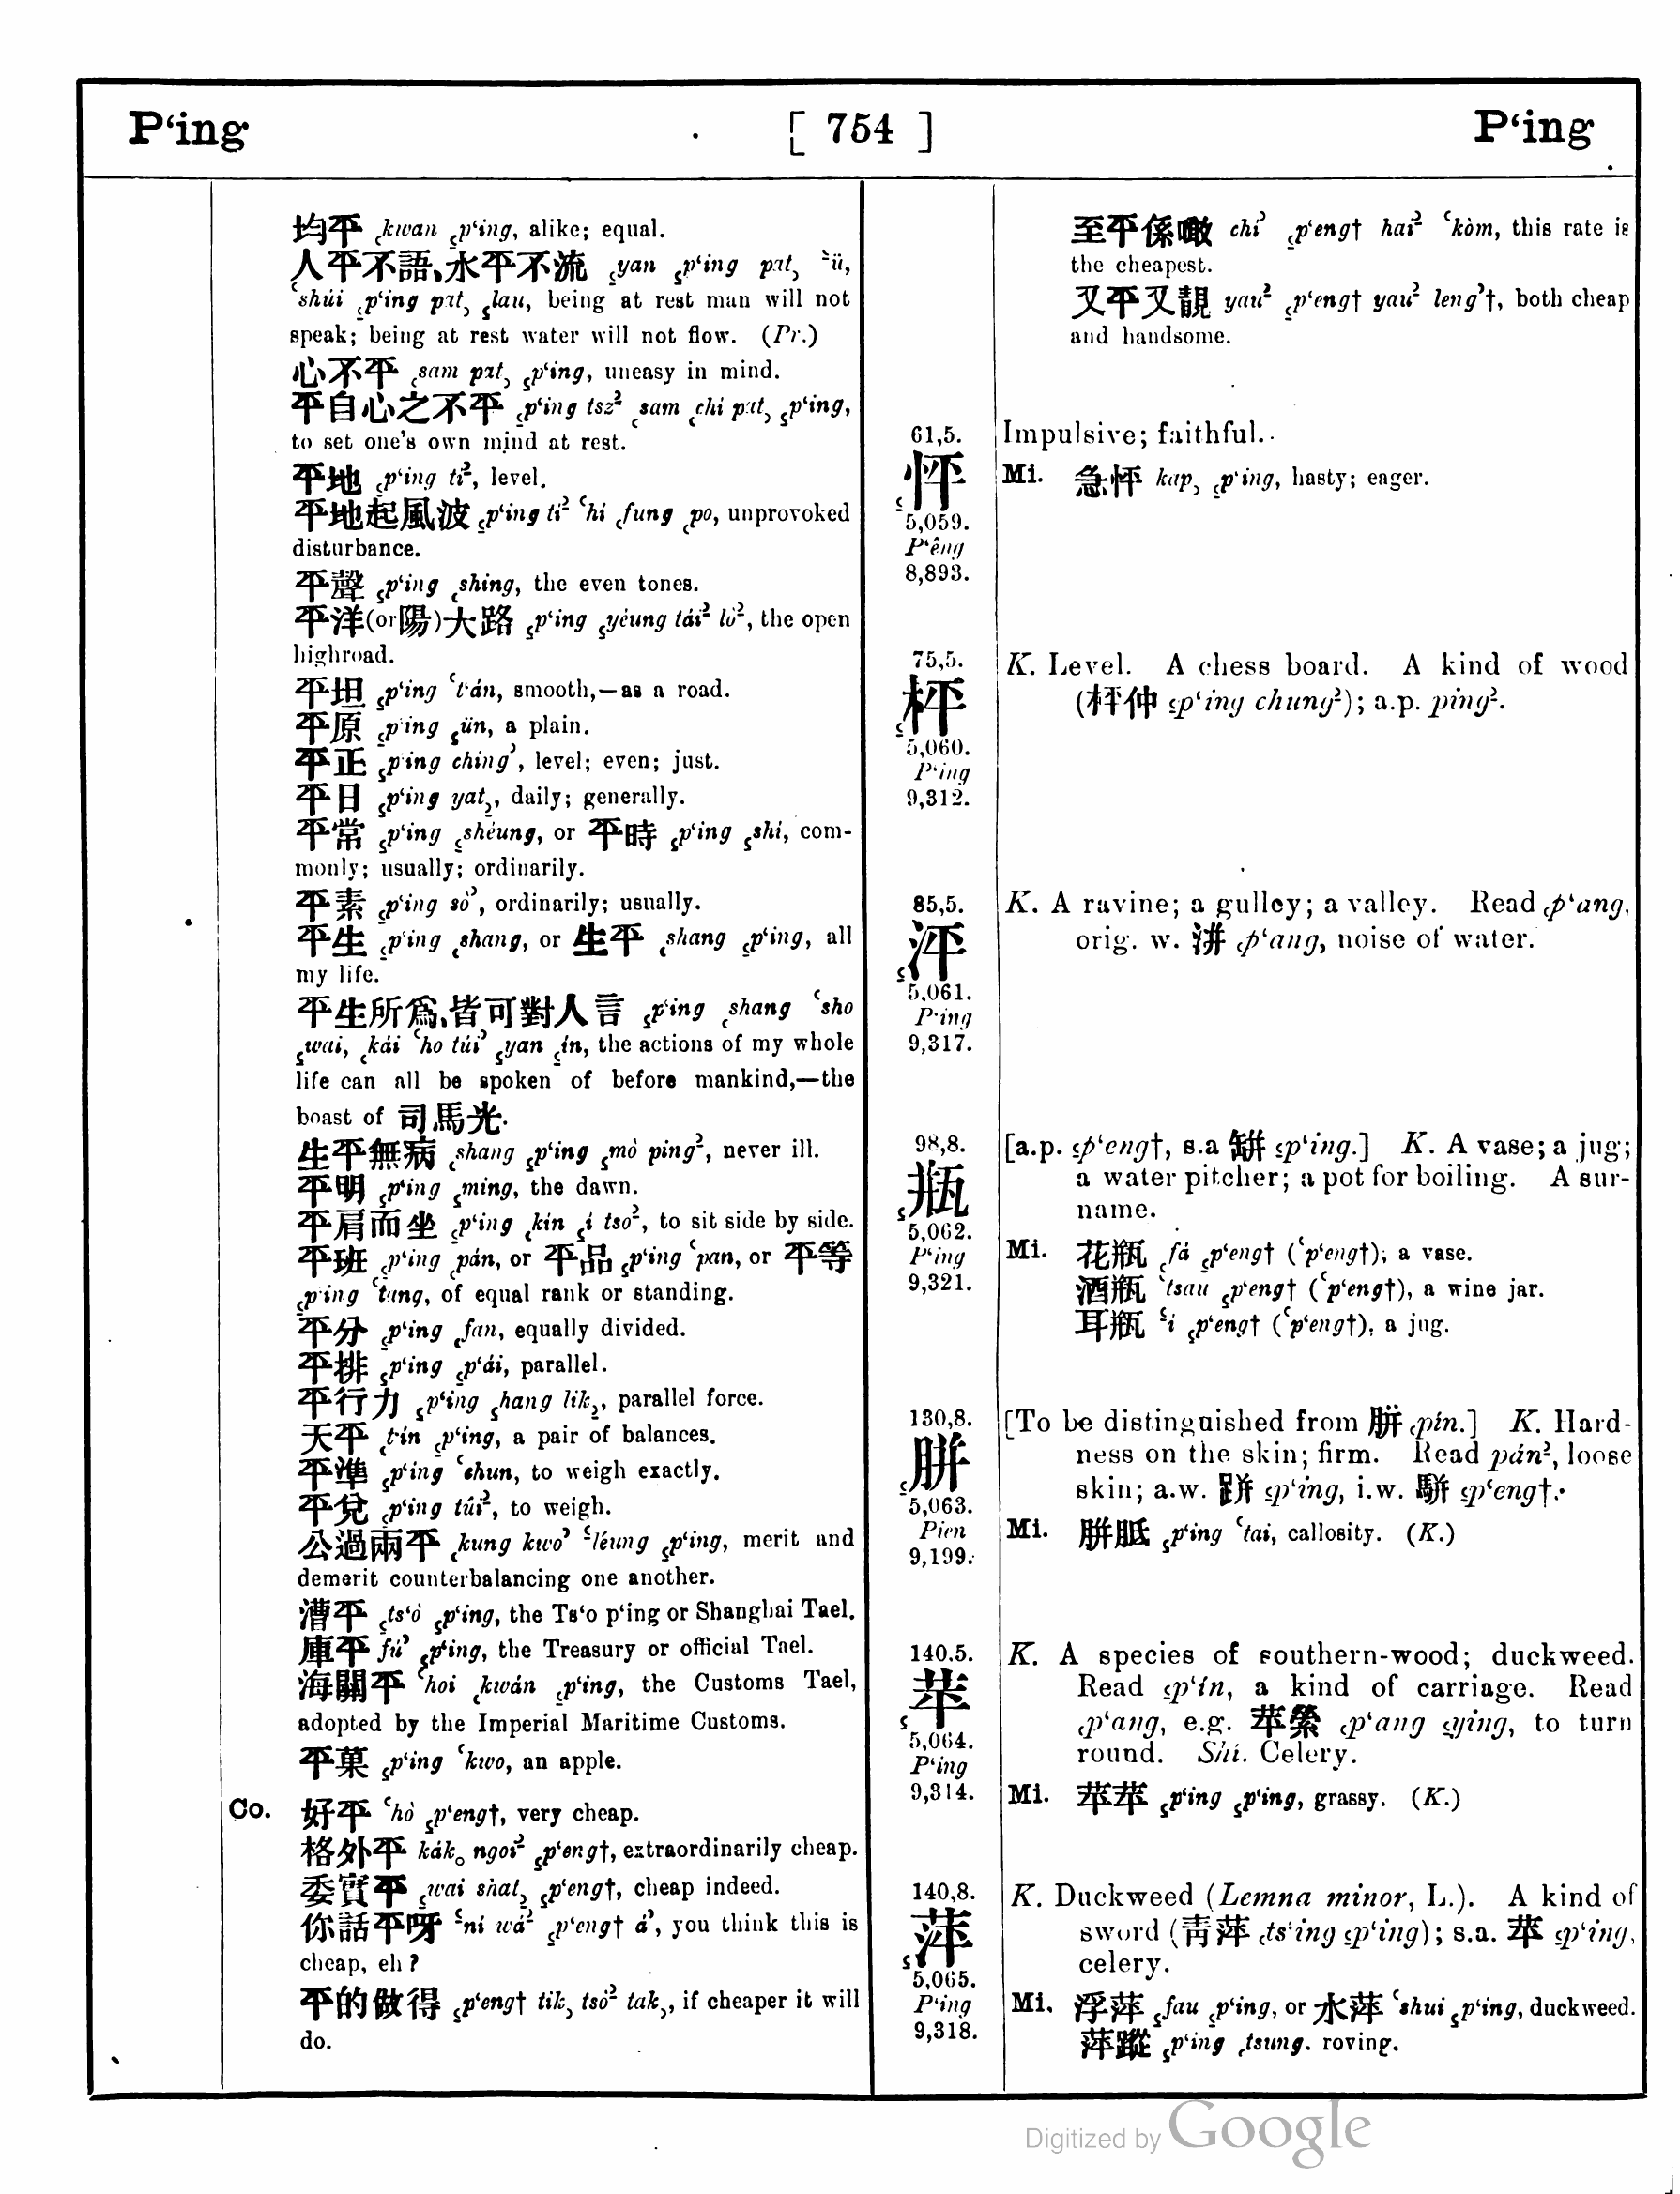 P‘ing [ 754 ] P‘ing
均平 ꜀kwan ꜁p‘ing, alike; equal.
人平不語、水平不流 ꜁yan ꜁p‘ing pɜt꜆ ꜃ü,
꜂shúi ꜁p‘ing pɜt꜆ ꜁lau, being at rest man will not
speak; being at rest water will not flow. (Pr.)
心不平 ꜀sam pɜt꜆ ꜁p‘ing, uneasy in mind.
平自心之不平 ꜁p‘ing tsz² ꜀sam ꜀chi pɜt꜆ ꜁p‘ing,
to set one's own mind at rest.
平地 ꜁p‘ing ti², level.
平地起風波 ꜁p‘ing ti² ꜂hi ꜀fung ꜀po, unprovoked
disturbance.
平聲 ꜁p‘ing ꜀shing, the even tones.
平洋(or陽)大路 ꜁p‘ing ꜁yéung tái² lò², the open
highroad.
平坦 ꜁p‘ing ꜂t‘án, smooth,—as a road.
平原 ꜁p‘ing ꜁ün, a plain.
平正 ꜁p‘ing ching꜄, level; even; just.
平日 ꜁p‘ing yat꜇, daily; generally.
平常 ꜁p‘ing ꜁shéung, or 平時 ꜁p‘ing ꜁shí, com-
monly; usually; ordinarily.
平素 ꜁p‘ing sò꜄, ordinarily; usually.
平生 ꜁p‘ing ꜀shang, or 生平 ꜀shang ꜁p‘ing, all
my life.
平生所爲、皆可對人言 ꜁p‘ing ꜀shang ꜂sho
꜁wai, ꜀kái ꜂ho túi꜄ ꜁yan ꜁ín, the actions of my whole
life can all be spoken of before mankind,—the
boast of 司馬光.
生平無病 ꜀shang ꜁p‘ing ꜁mò ping², never ill.
平明 ꜁p‘ing ꜁ming, the dawn.
平肩而坐 ꜁p‘ing ꜀kín ꜁í tso², to sit side by side.
平班 ꜁p‘ing ꜀pán, or 平品 ꜁p‘ing ꜂pan, or 平等
꜁p‘ing ꜂tang, of equal rank or standing.
平分 ꜁p‘ing ꜀fan, equally divided.
平排 ꜁p‘ing ꜁p‘ái, parallel.
平行力 ꜁p‘ing ꜁hang lik꜇, parallel force.
天平 ꜀t‘ín ꜁p‘ing, a pair of balances.
平準 ꜁p‘ing ꜂chun, to weigh exactly.
平兌 ꜁p‘ing túi², to weigh.
公過兩平 ꜀kung kwo꜄ ꜃léung ꜁p‘ing, merit and
demerit counterbalancing one another.
漕平 ꜁ts‘ò ꜁p‘ing, the Ts‘o p‘ing or Shanghai Tael.
庫平 fú꜄ ꜁p‘ing, the Treasury or official Tael.
海關平 ꜂hoi ꜀kwán ꜁p‘ing, the Customs Tael,
adopted by the Imperial Maritime Customs.
平菓 ꜁p‘ing ꜂kwo, an apple.
Co. 好平 ꜂hò ꜁p‘eng†, very cheap.
格外平 kák꜀ ngoi² ꜁p‘eng†, extraordinarily cheap.
委實平 ꜁wai shat꜇ ꜁p‘eng†, cheap indeed.
你話平呀 ꜃ní wá² ꜁p‘eng† á꜄, you think this is
cheap, eh?
平的做得 ꜁p‘eng† tik꜆ tsò² tak꜆, if cheaper it will
do.
至平係噉 chí꜄ ꜁p‘eng† hai² ꜂kòm, this rate is
the cheapest.
又平又靚 yau² ꜁p‘eng† yau² leng꜄†, both cheap
and handsome.
61,5. Impulsive; faithful.
怦 Mi. 急怦 kap꜆ ꜁p‘ing, hasty; eager.
5,059.
P‘êng
8,893.
75,5. K. Level. A chess board. A kind of wood
枰 (枰仲 ꜁p‘ing chung²); a.p. ping².
5,060.
P‘ing
9,312.
85,5. K. A ravine; a gulley; a valley. Read ꜀p‘ang,
泙 orig. w. 洴 ꜀p‘ang, noise of water.
5,061.
P‘ing
9,317.
98,8. [a.p. ꜁p‘eng†, s.a 缾 ꜁p‘ing.] K. A vase; a jug;
瓶 a water pitcher; a pot for boiling. A sur-
name.
5,062.
P‘ing Mi. 花瓶 ꜀fá ꜁p‘eng† (꜂p‘eng†), a vase.
9,321. 酒瓶 ꜂tsau ꜁p‘eng† (꜂p‘eng†), a wine jar.
耳瓶 ꜃í ꜁p‘eng† (꜂p‘eng†), a jug.
130,8. [To be distinguished from 胼 ꜀pín.] K. Hard-
胼 ness on the skin; firm. Read pán², loose
skin; a.w. 跰 ꜁p‘ing, i.w. 騈 ꜁p‘eng†.
5,063.
Pien Mi. 胼胝 ꜁p‘ing ꜂tai, callosity. (K.)
9,199.
140,5. K. A species of southern-wood; duckweed.
苹 Read ꜁p‘ín, a kind of carriage. Read
꜀p‘ang, e.g. 苹縈 ꜀p‘ang ꜁ying, to turn
5,064. round. Shí. Celery.
P‘ing
9,314. Mi. 苹苹 ꜁p‘ing ꜁p‘ing, grassy. (K.)
140,8. K. Duckweed (Lemna minor, L.). A kind of
萍 sword (靑萍 ꜀ts‘ing ꜁p‘ing); s.a. 苹 ꜁p‘ing,
celery.
5,065.
P‘ing Mi. 浮萍 ꜁fau ꜁p‘ing, or 水萍 ꜂shui ꜁p‘ing, duckweed.
9,318. 萍蹤 ꜁p‘ing ꜀tsung. roving.
Digitized by Google